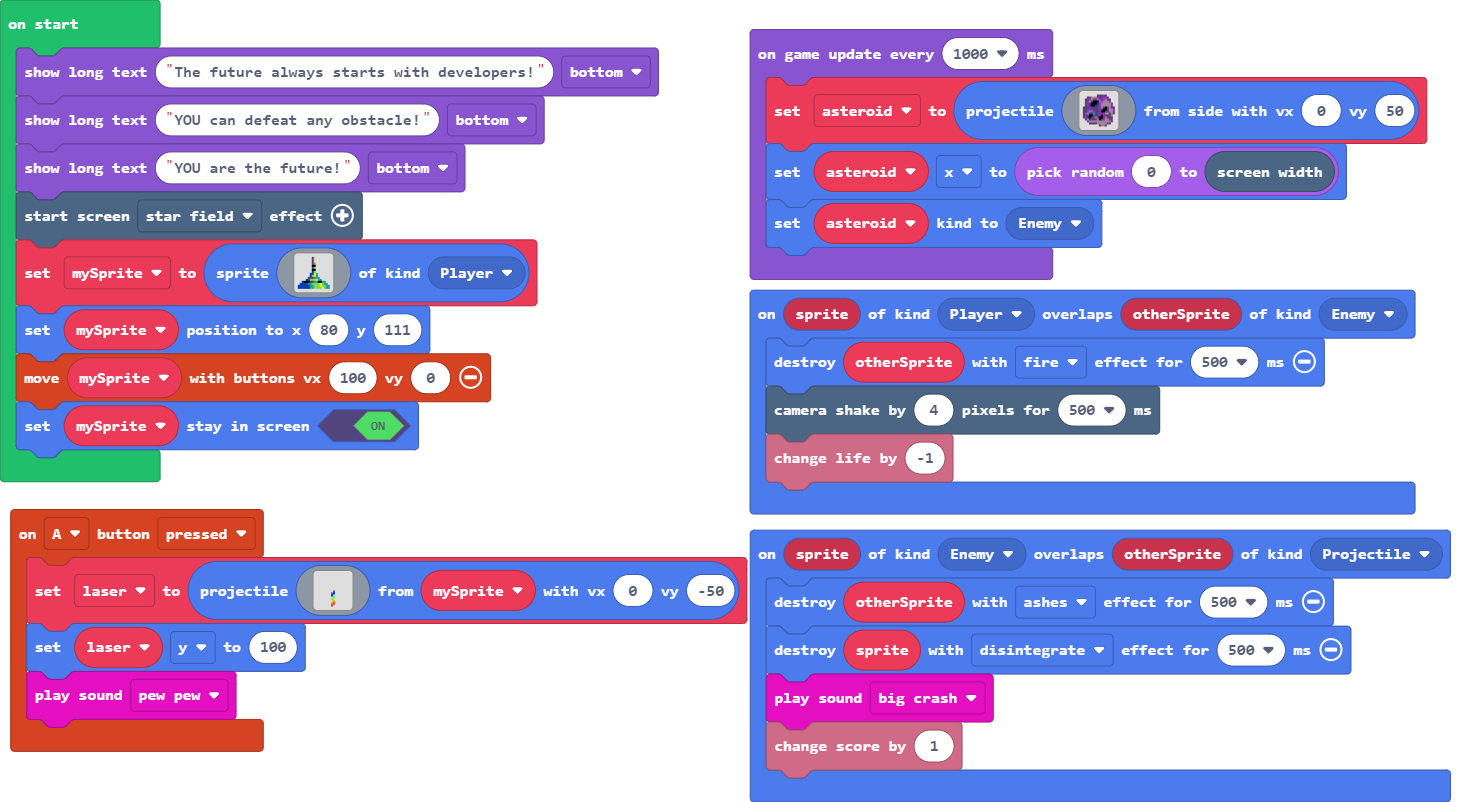 on start
show long text "The future always starts with developers!" bottom
show long text "YOU can defeat any obstacle!" bottom
show long text "YOU are the future!" bottom
start screen star field effect
set mySprite to sprite of kind Player
set mySprite position to x 80 y 111
move mySprite with buttons vx 100 vy 0
set mySprite stay in screen ON
on A button pressed
set laser to projectile from mySprite with vx 0 vy -50
set laser y to 100
play sound pew pew
on game update every 1000 ms
set asteroid to projectile from side with vx 0 vy 50
set asteroid x to pick random 0 to screen width
set asteroid kind to Enemy
on sprite of kind Player overlaps otherSprite of kind Enemy
destroy otherSprite with fire effect for 500 ms
camera shake by 4 pixels for 500 ms
change life by -1
on sprite of kind Enemy overlaps otherSprite of kind Projectile
destroy otherSprite with ashes effect for 500 ms
destroy sprite with disintegrate effect for 500 ms
play sound big crash
change score by 1